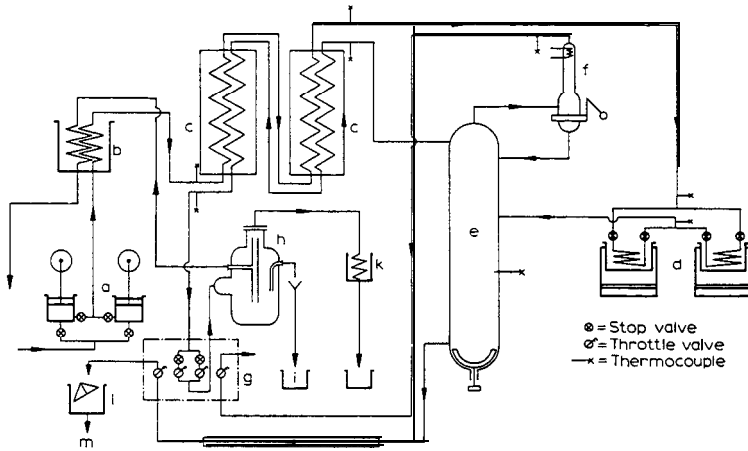 f
c
c
b
e
h
k
d
a
g
i
l
m
⊗ = Stop valve
= Throttle valve
—× = Thermocouple